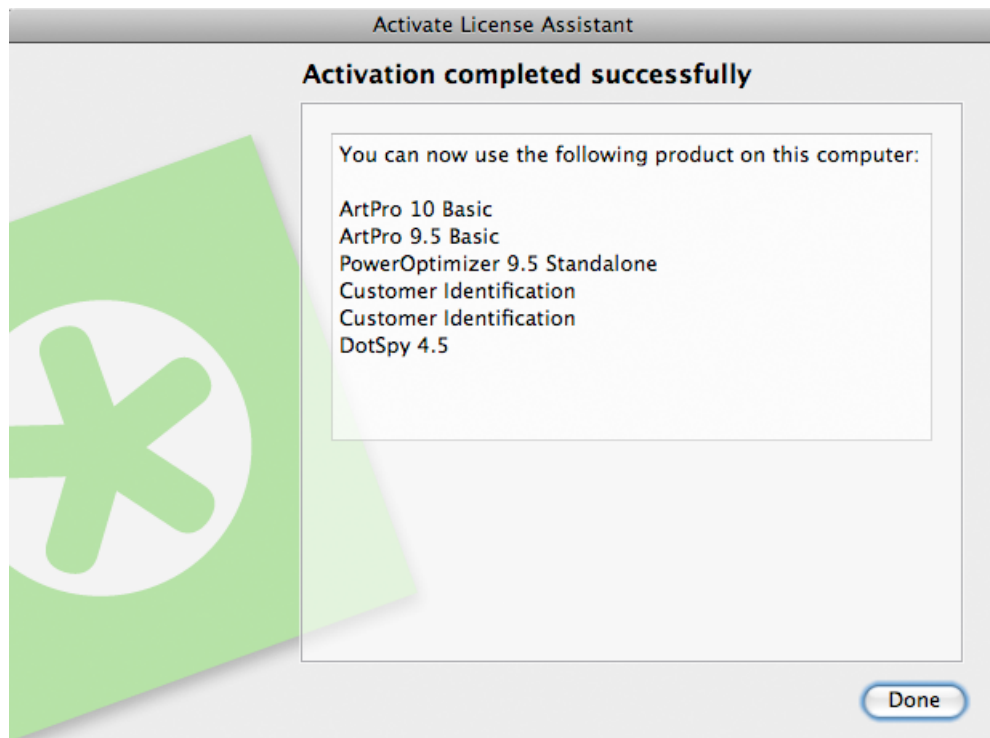 Activate License Assistant
Activation completed successfully
You can now use the following product on this computer:
ArtPro 10 Basic
ArtPro 9.5 Basic
PowerOptimizer 9.5 Standalone
Customer Identification
Customer Identification
DotSpy 4.5
Done